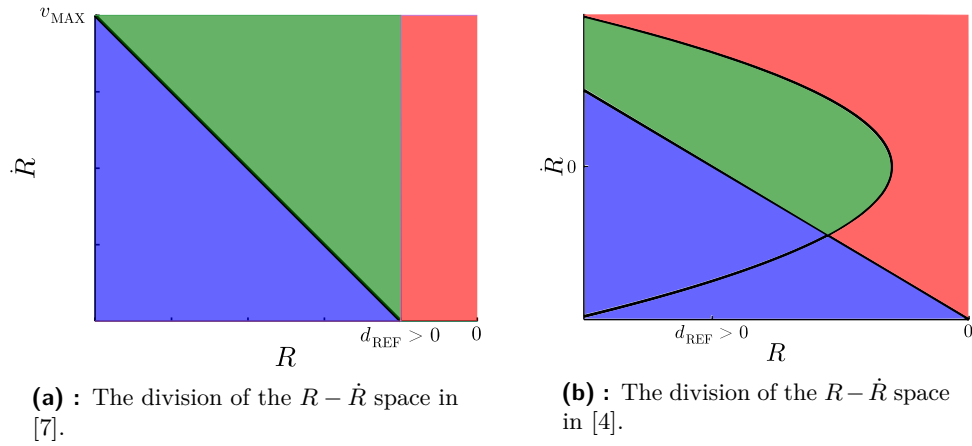 v_MAX
Ṙ
d_REF > 0
0
R
(a) : The division of the R − Ṙ space in
[7].
Ṙ
0
d_REF > 0
0
R
(b) : The division of the R − Ṙ space
in [4].